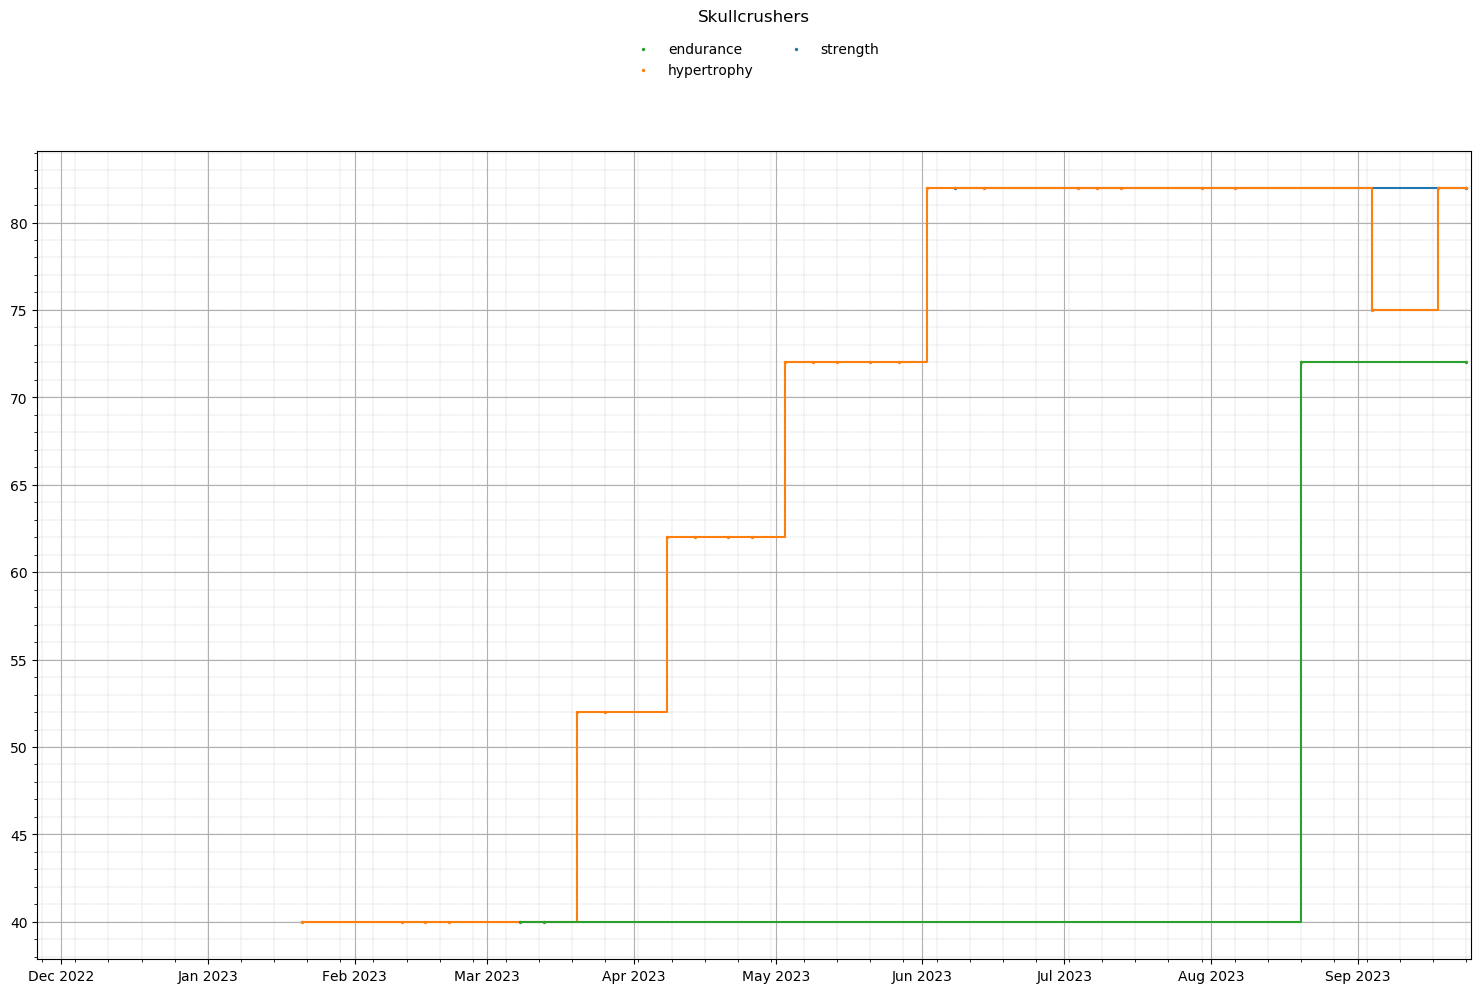 Skullcrushers
endurance
strength
hypertrophy
80
75
70
65
60
55
50
45
40
Dec 2022
Jan 2023
Feb 2023
Mar 2023
Apr 2023
May 2023
Jun 2023
Jul 2023
Aug 2023
Sep 2023